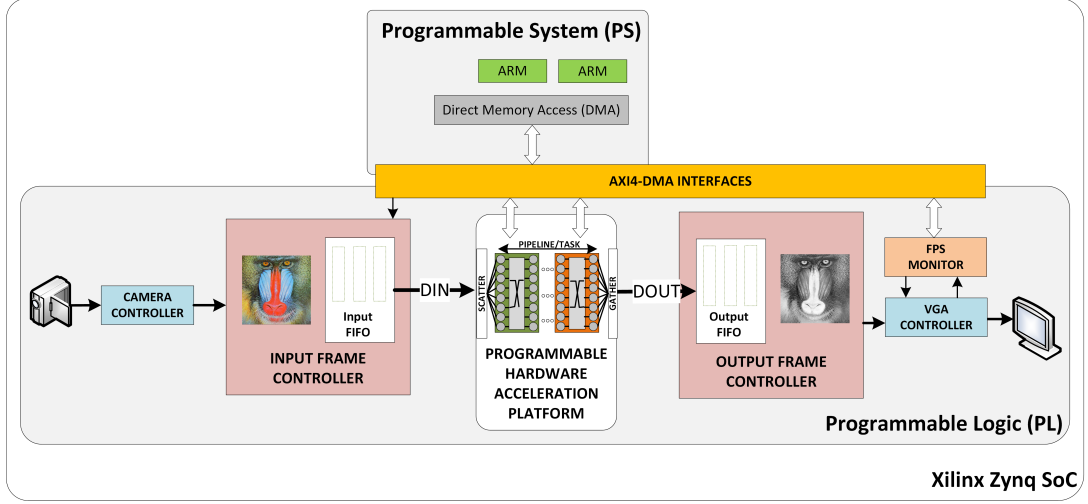 Programmable System (PS)
ARM
ARM
Direct Memory Access (DMA)
AXI4-DMA INTERFACES
CAMERA
CONTROLLER
Input
FIFO
INPUT FRAME
CONTROLLER
DIN
PIPELINE/TASK
SCATTER
GATHER
PROGRAMMABLE
HARDWARE
ACCELERATION
PLATFORM
DOUT
Output
FIFO
OUTPUT FRAME
CONTROLLER
FPS
MONITOR
VGA
CONTROLLER
Programmable Logic (PL)
Xilinx Zynq SoC